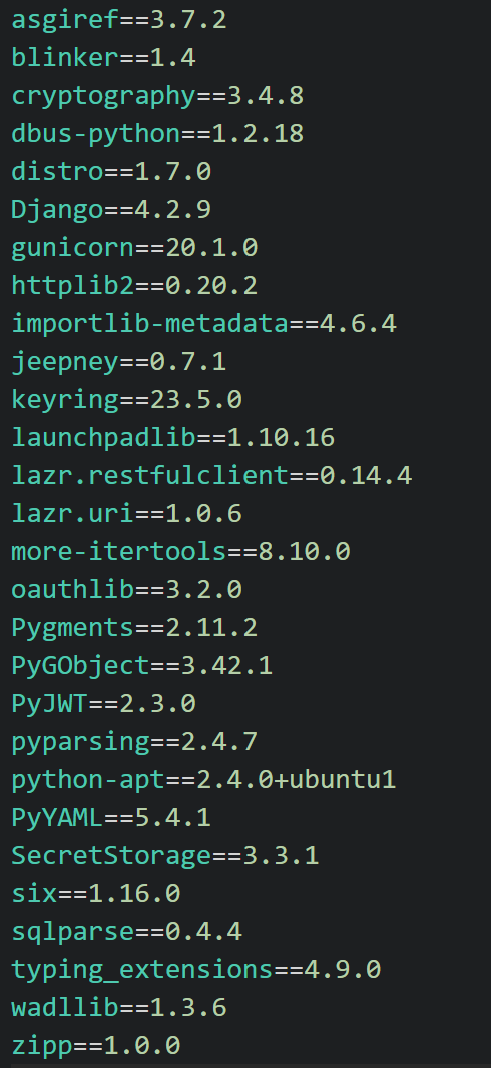 asgiref==3.7.2
blinker==1.4
cryptography==3.4.8
dbus-python==1.2.18
distro==1.7.0
Django==4.2.9
gunicorn==20.1.0
httplib2==0.20.2
importlib-metadata==4.6.4
jeepney==0.7.1
keyring==23.5.0
launchpadlib==1.10.16
lazr.restfulclient==0.14.4
lazr.uri==1.0.6
more-itertools==8.10.0
oauthlib==3.2.0
Pygments==2.11.2
PyGObject==3.42.1
PyJWT==2.3.0
pyparsing==2.4.7
python-apt==2.4.0+ubuntu1
PyYAML==5.4.1
SecretStorage==3.3.1
six==1.16.0
sqlparse==0.4.4
typing_extensions==4.9.0
wadllib==1.3.6
zipp==1.0.0